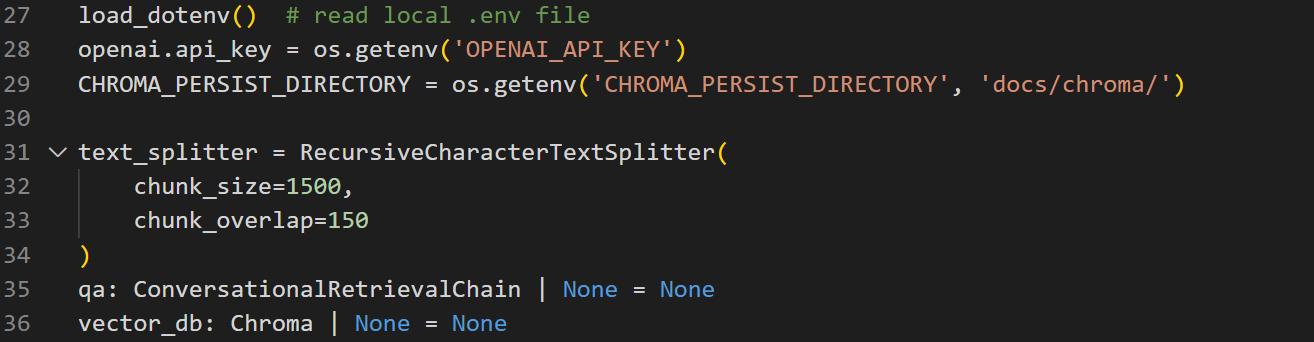 27 load_dotenv()  # read local .env file
28 openai.api_key = os.getenv('OPENAI_API_KEY')
29 CHROMA_PERSIST_DIRECTORY = os.getenv('CHROMA_PERSIST_DIRECTORY', 'docs/chroma/')
30
31 text_splitter = RecursiveCharacterTextSplitter(
32     chunk_size=1500,
33     chunk_overlap=150
34 )
35 qa: ConversationalRetrievalChain | None = None
36 vector_db: Chroma | None = None